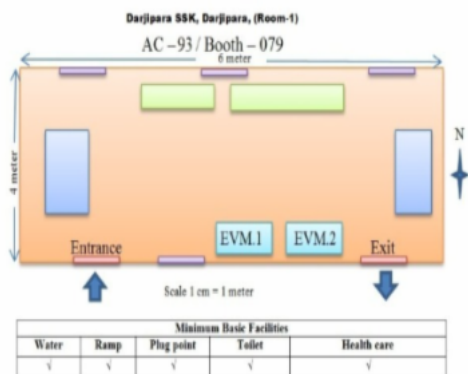 Darjipara SSK, Darjipara, (Room-1)
AC –93 / Booth – 079
6 meter
4 meter
N
EVM.1 EVM.2
Entrance Exit
Scale 1 cm = 1 meter
Minimum Basic Facilities
Water Ramp Plug point Toilet Health care
√ √ √ √ √